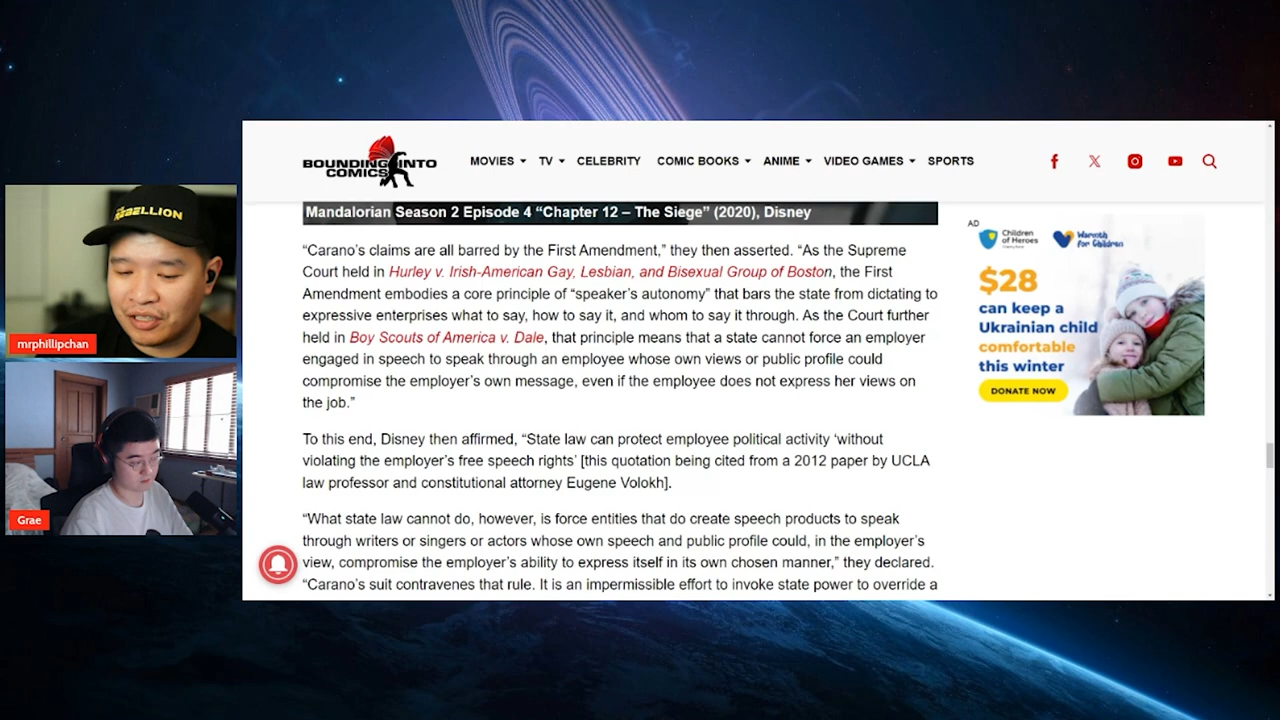 REBELLION
mrphillipchan
Grae
BOUNDING INTO
COMICS
MOVIES TV CELEBRITY COMIC BOOKS ANIME VIDEO GAMES SPORTS
Mandalorian Season 2 Episode 4 “Chapter 12 – The Siege” (2020), Disney
“Carano’s claims are all barred by the First Amendment,” they then asserted. “As the Supreme
Court held in Hurley v. Irish-American Gay, Lesbian, and Bisexual Group of Boston, the First
Amendment embodies a core principle of “speaker’s autonomy” that bars the state from dictating to
expressive enterprises what to say, how to say it, and whom to say it through. As the Court further
held in Boy Scouts of America v. Dale, that principle means that a state cannot force an employer
engaged in speech to speak through an employee whose own views or public profile could
compromise the employer’s own message, even if the employee does not express her views on
the job.”
To this end, Disney then affirmed, “State law can protect employee political activity ‘without
violating the employer’s free speech rights’ [this quotation being cited from a 2012 paper by UCLA
law professor and constitutional attorney Eugene Volokh].
“What state law cannot do, however, is force entities that do create speech products to speak
through writers or singers or actors whose own speech and public profile could, in the employer’s
view, compromise the employer’s ability to express itself in its own chosen manner,” they declared.
“Carano’s suit contravenes that rule. It is an impermissible effort to invoke state power to override a
AD
Children
of Heroes
Warmth
for Children
$28
can keep a
Ukrainian child
comfortable
this winter
DONATE NOW